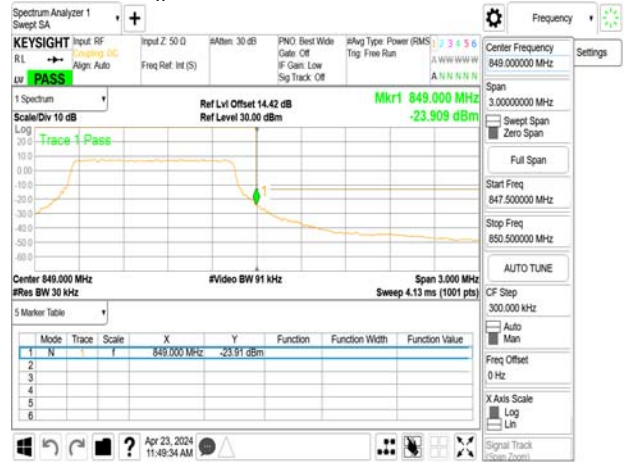 Spectrum Analyzer 1
Swept SA
+
Frequency
KEYSIGHT
RL
LXI PASS
Input: RF
Coupling: DC
Align: Auto
Input Z: 50 Ω
Freq Ref: Int (S)
#Atten: 30 dB
PNO: Best Wide
Gate: Off
IF Gain: Low
Sig Track: Off
#Avg Type: Power (RMS
Trig: Free Run
1 2 3 4 5 6
A W W W W W
A N N N N N
Center Frequency
849.000000 MHz
Settings
Span
3.00000000 MHz
Swept Span
Zero Span
Full Span
Start Freq
847.500000 MHz
Stop Freq
850.500000 MHz
AUTO TUNE
CF Step
300.000 kHz
Auto
Man
Freq Offset
0 Hz
X Axis Scale
Log
Lin
Signal Track
(Span Zoom)
1 Spectrum
Scale/Div 10 dB
Ref Lvl Offset 14.42 dB
Ref Level 30.00 dBm
Mkr1 849.000 MHz
-23.909 dBm
Log
Trace 1 Pass
20.0
10.0
0.00
-10.0
-20.0
-30.0
-40.0
-50.0
-60.0
1
Center 849.000 MHz
#Res BW 30 kHz
#Video BW 91 kHz
Span 3.000 MHz
Sweep 4.13 ms (1001 pts)
5 Marker Table
Mode Trace Scale X Y Function Function Width Function Value
1 N 1 f 849.000 MHz -23.91 dBm
2
3
4
5
6
?
Apr 23, 2024
11:49:34 AM